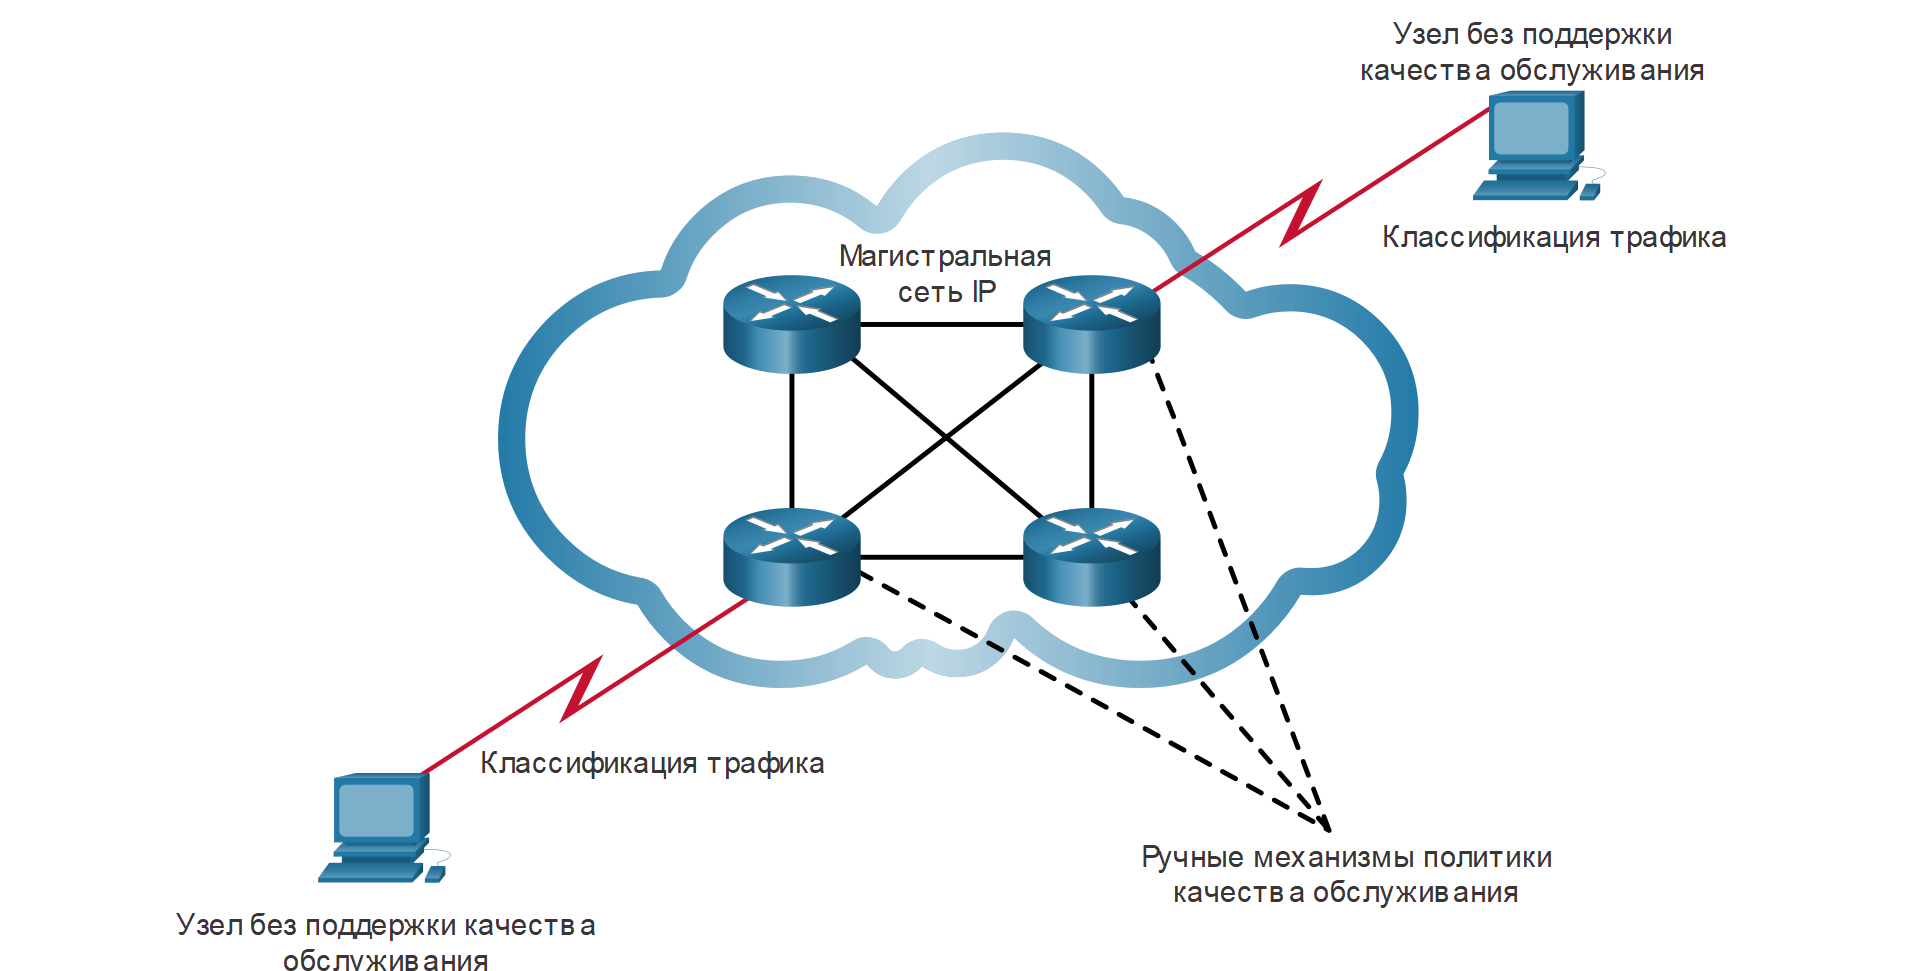 Узел без поддержки
качества обслуживания
Классификация трафика
Магистральная
сеть IP
Классификация трафика
Ручные механизмы политики
качества обслуживания
Узел без поддержки качества
обслуживания